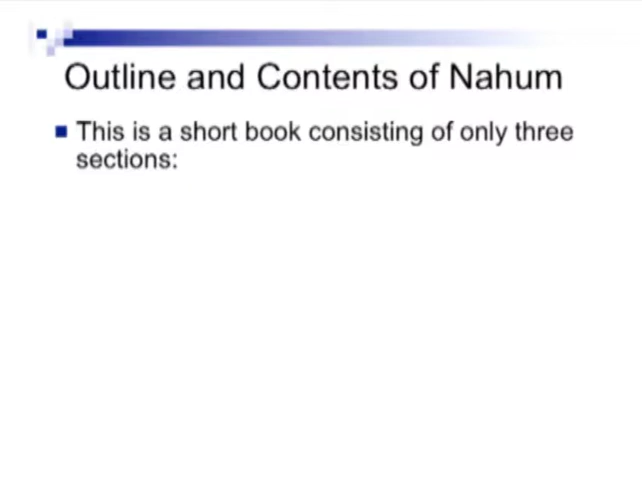 Outline and Contents of Nahum
This is a short book consisting of only three
sections: